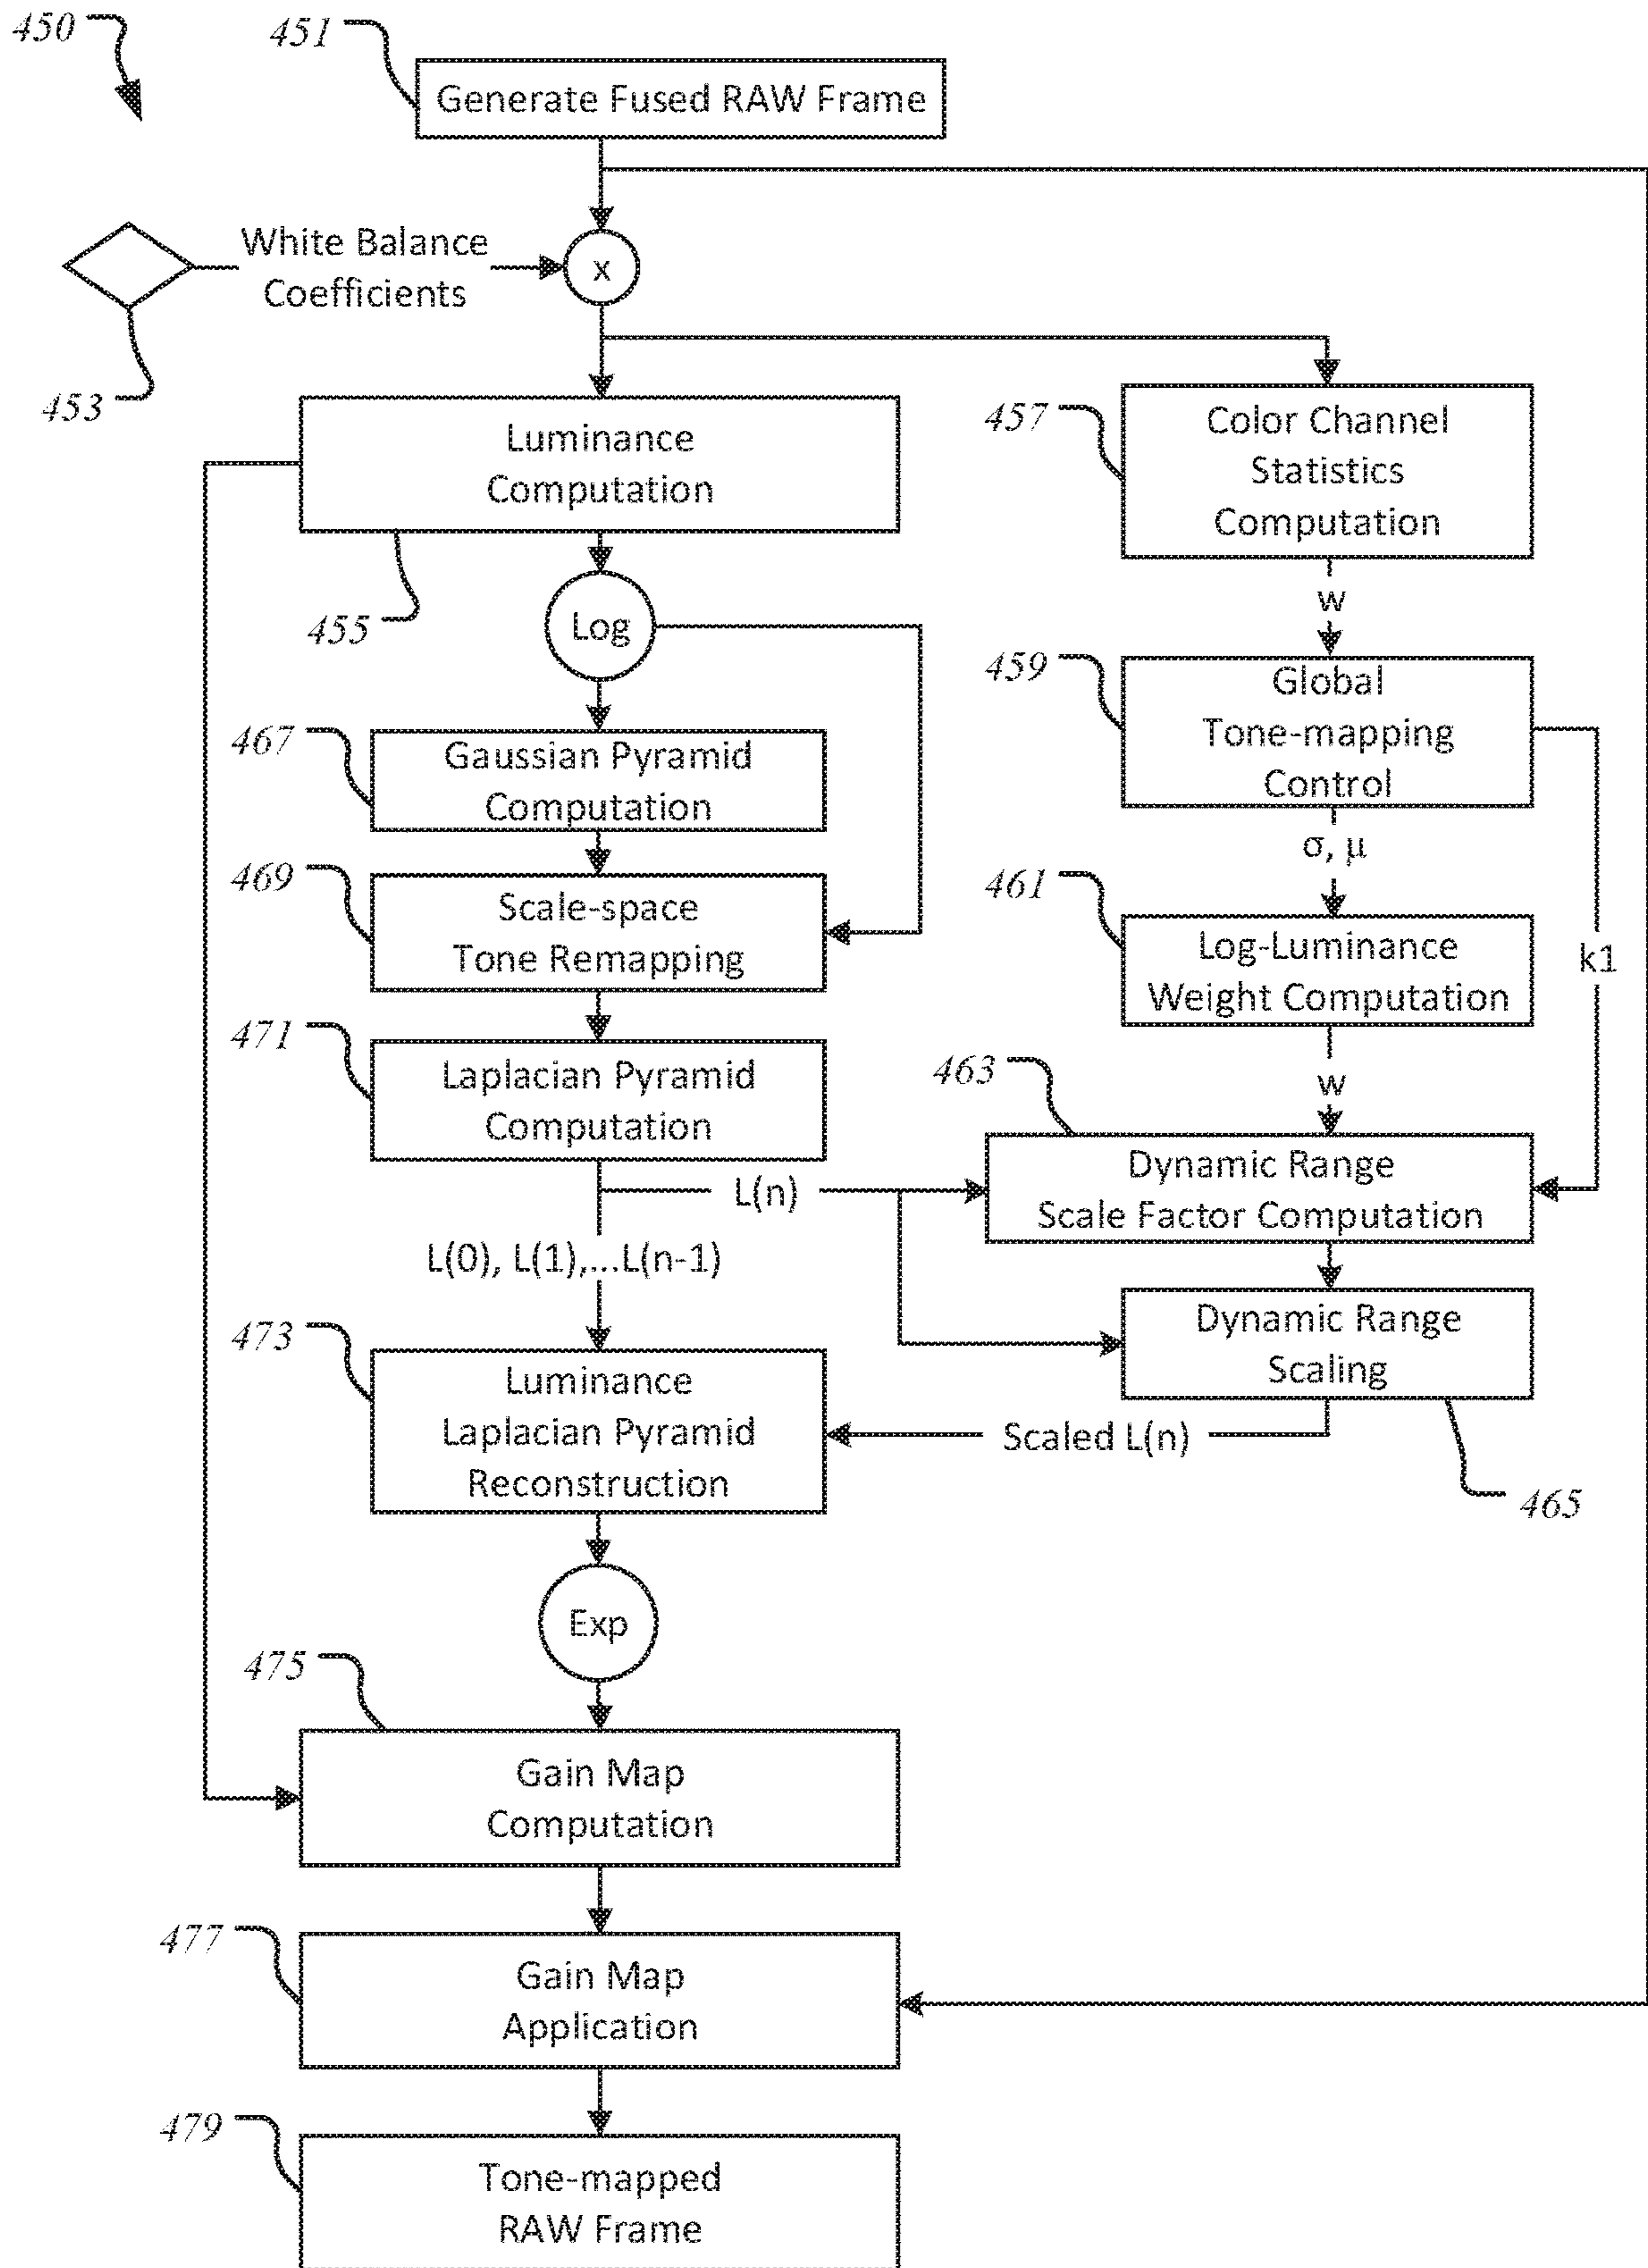 450
451
Generate Fused RAW Frame
White Balance
Coefficients
x
453
Luminance
Computation
455
457
Color Channel
Statistics
Computation
w
Log
459
Global
Tone-mapping
Control
σ, μ
k1
467
Gaussian Pyramid
Computation
469
Scale-space
Tone Remapping
461
Log-Luminance
Weight Computation
w
471
Laplacian Pyramid
Computation
463
Dynamic Range
Scale Factor Computation
L(n)
L(0), L(1),...L(n-1)
Dynamic Range
Scaling
465
473
Luminance
Laplacian Pyramid
Reconstruction
Scaled L(n)
Exp
475
Gain Map
Computation
477
Gain Map
Application
479
Tone-mapped
RAW Frame